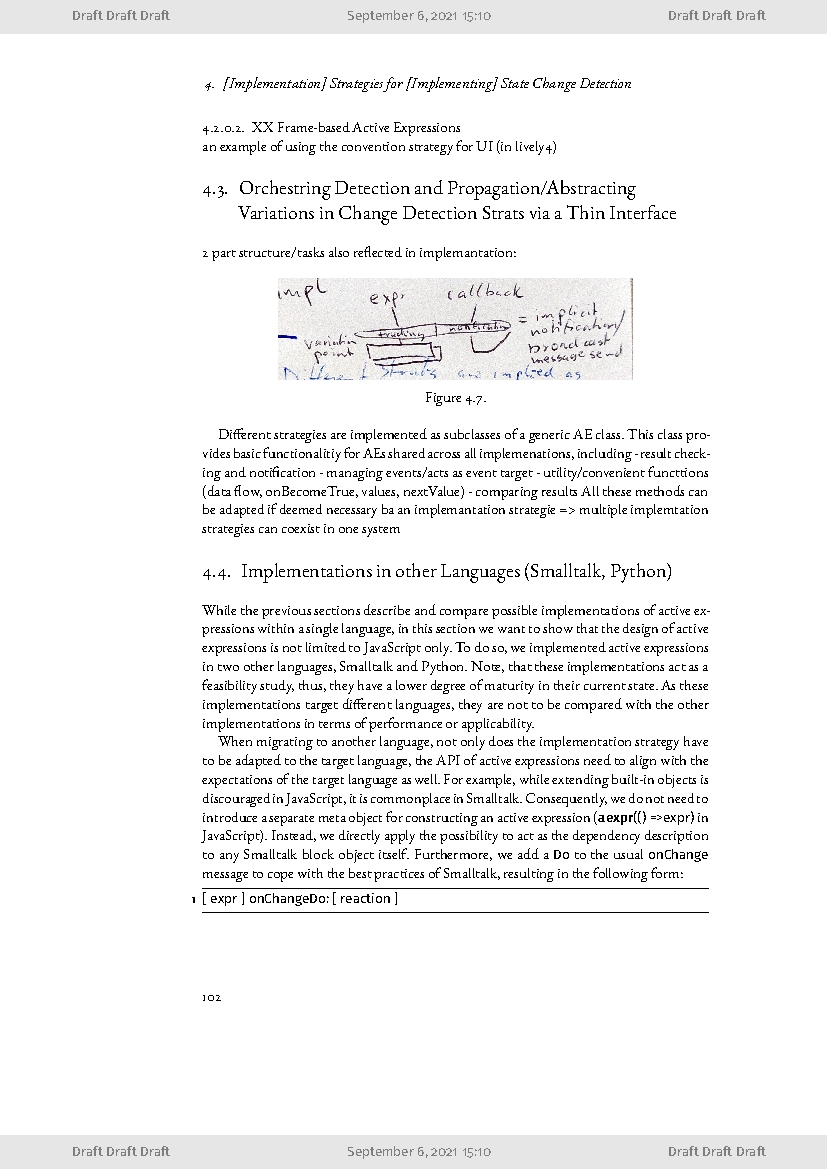 Draft Draft Draft September 6, 2021 15:10 Draft Draft Draft
4. [Implementation] Strategies for [Implementing] State Change Detection
4.2.0.2. XX Frame-based Active Expressions
an example of using the convention strategy for UI (in lively4)
4.3. Orchestring Detection and Propagation/Abstracting
Variations in Change Detection Strats via a Thin Interface
2 part structure/tasks also reflected in implemantation:
impl
expr callback
tracking notification = implicit
notification/
variation broad cast
point message send
Different Strats are implied as
Figure 4.7.
Different strategies are implemented as subclasses of a generic AE class. This class pro-
vides basic functionalitiy for AEs shared across all implemenations, including - result check-
ing and notification - managing events/acts as event target - utility/convenient functtions
(data flow, onBecomeTrue, values, nextValue) - comparing results All these methods can
be adapted if deemed necessary ba an implemantation strategie => multiple implemtation
strategies can coexist in one system
4.4. Implementations in other Languages (Smalltalk, Python)
While the previous sections describe and compare possible implementations of active ex-
pressions within a single language, in this section we want to show that the design of active
expressions is not limited to JavaScript only. To do so, we implemented active expressions
in two other languages, Smalltalk and Python. Note, that these implementations act as a
feasibility study, thus, they have a lower degree of maturity in their current state. As these
implementations target different languages, they are not to be compared with the other
implementations in terms of performance or applicability.
When migrating to another language, not only does the implementation strategy have
to be adapted to the target language, the API of active expressions need to align with the
expectations of the target language as well. For example, while extending built-in objects is
discouraged in JavaScript, it is commonplace in Smalltalk. Consequently, we do not need to
introduce a separate meta object for constructing an active expression (aexpr(() =>expr) in
JavaScript). Instead, we directly apply the possibility to act as the dependency description
to any Smalltalk block object itself. Furthermore, we add a Do to the usual onChange
message to cope with the best practices of Smalltalk, resulting in the following form:
1 [ expr ] onChangeDo: [ reaction ]
102
Draft Draft Draft September 6, 2021 15:10 Draft Draft Draft